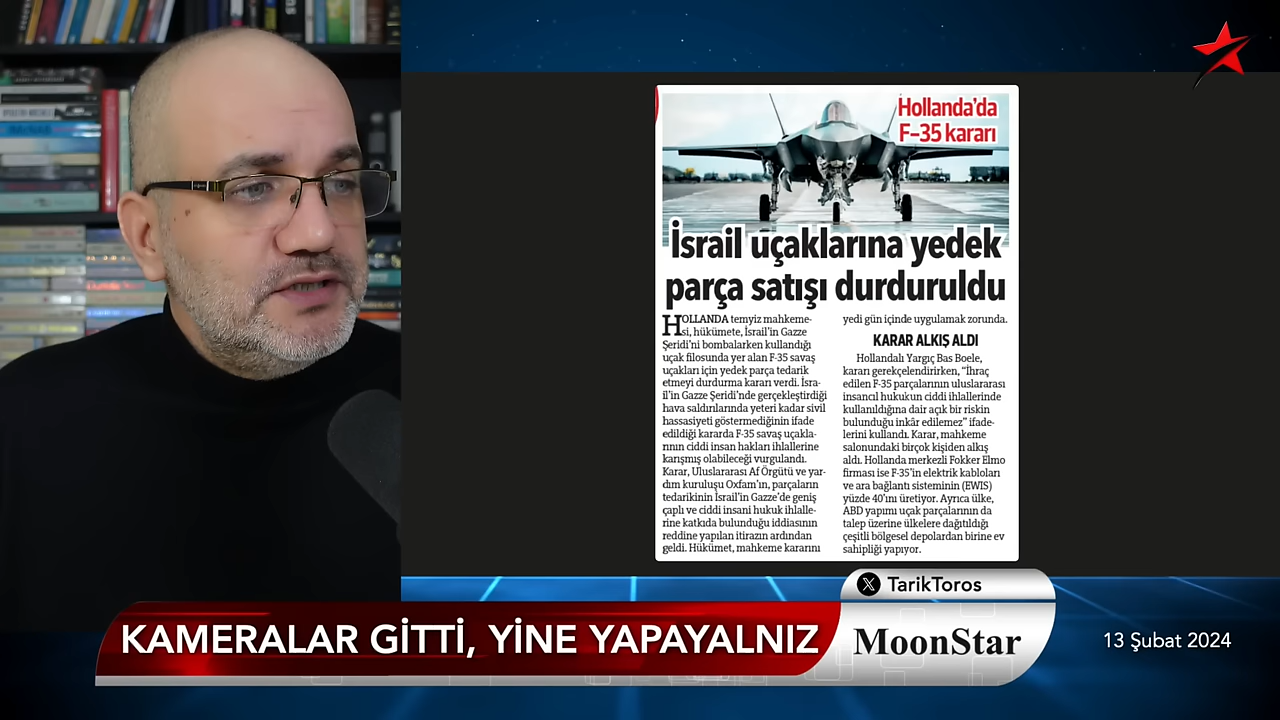 Hollanda'da
F-35 kararı
İsrail uçaklarına yedek
parça satışı durduruldu
HOLLANDA temyiz mahkeme-
si, hükümete, İsrail'in Gazze
Şeridi'ni bombalarken kullandığı
uçak filosunda yer alan F-35 savaş
uçakları için yedek parça tedarik
etmeyi durdurma kararı verdi. İsra-
il'in Gazze Şeridi'nde gerçekleştirdiği
hava saldırılarında yeteri kadar sivil
hassasiyeti göstermediğinin ifade
edildiği kararda F-35 savaş uçakla-
rının ciddi insan hakları ihlallerine
karışmış olabileceği vurgulandı.
Karar, Uluslararası Af Örgütü ve yar-
dım kuruluşu Oxfam'ın, parçaların
tedarikinin İsrail'in Gazze'de geniş
çaplı ve ciddi insani hukuk ihlalle-
rine katkıda bulunduğu iddiasının
reddine yapılan itirazın ardından
geldi. Hükümet, mahkeme kararını
yedi gün içinde uygulamak zorunda.
KARAR ALKIŞ ALDI
Hollandalı Yargıç Bas Boele,
kararı gerekçelendirirken, "İhraç
edilen F-35 parçalarının uluslararası
insancıl hukukun ciddi ihlallerinde
kullanıldığına dair açık bir riskin
bulunduğu inkâr edilemez" ifade-
lerini kullandı. Karar, mahkeme
salonundaki birçok kişiden alkış
aldı. Hollanda merkezli Fokker Elmo
firması ise F-35'in elektrik kabloları
ve ara bağlantı sisteminin (EWIS)
yüzde 40'ını üretiyor. Ayrıca ülke,
ABD yapımı uçak parçalarının da
talep üzerine ülkelere dağıtıldığı
çeşitli bölgesel depolardan birine ev
sahipliği yapıyor.
TarikToros
KAMERALAR GİTTİ, YİNE YAPAYALNIZ
MoonStar
13 Şubat 2024